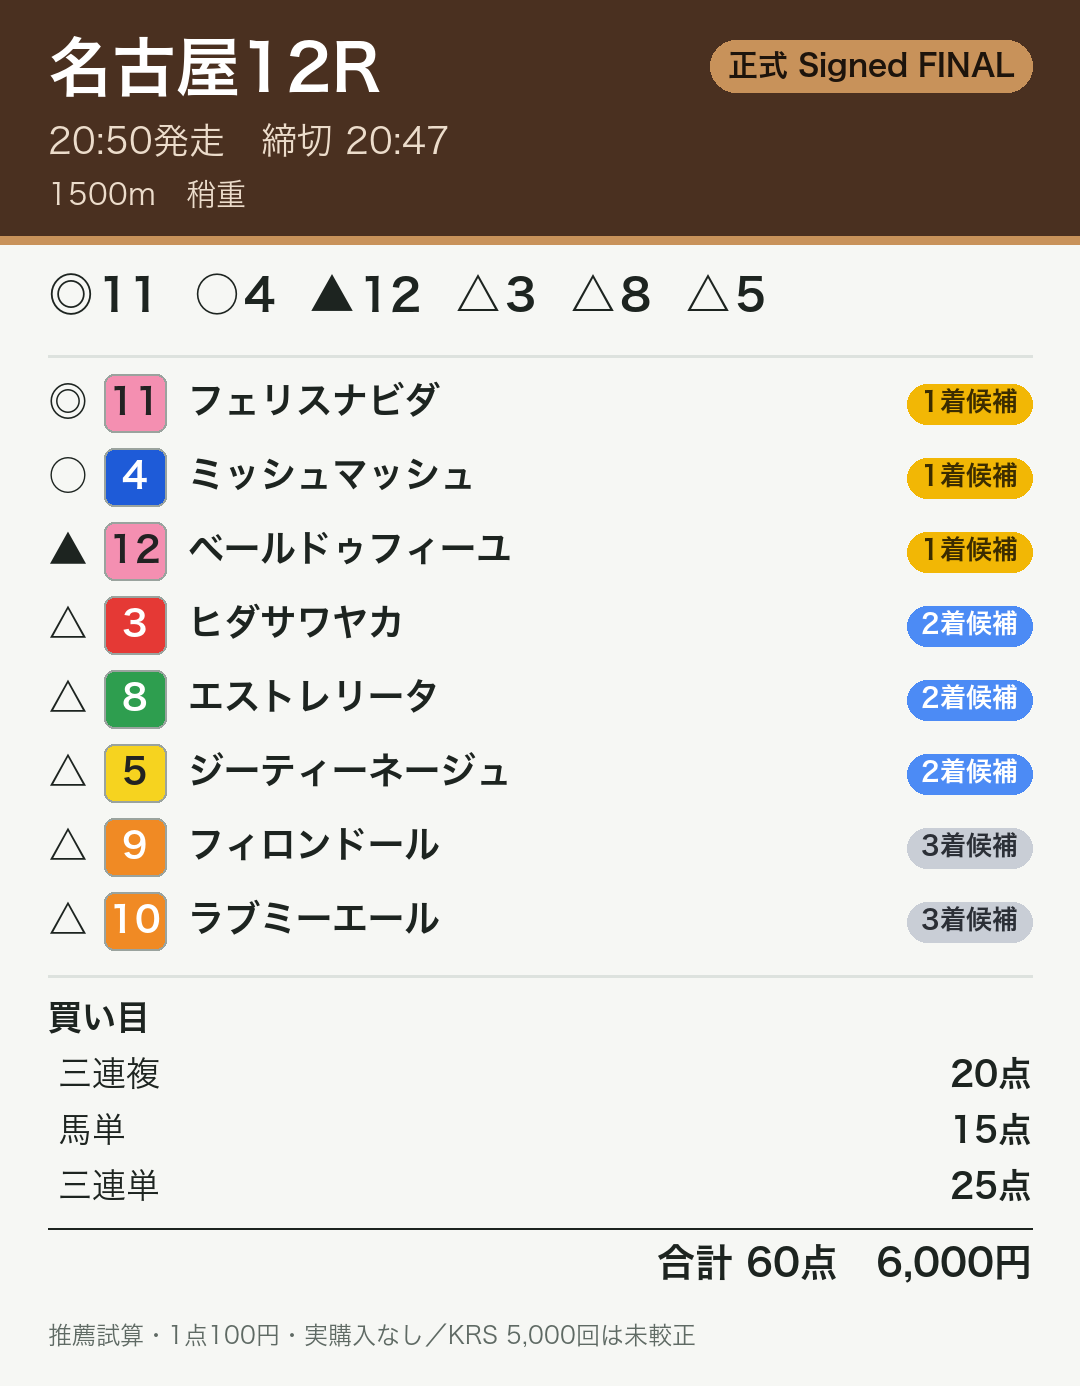 名古屋12R
正式 Signed FINAL
20:50発走　締切 20:47
1500m　稍重
◎11 ○4 ▲12 △3 △8 △5
◎ 11 フェリスナビダ 1着候補
○ 4 ミッシュマッシュ 1着候補
▲ 12 ベールドゥフィーユ 1着候補
△ 3 ヒダサワヤカ 2着候補
△ 8 エストレリータ 2着候補
△ 5 ジーティーネージュ 2着候補
△ 9 フィロンドール 3着候補
△ 10 ラブミーエール 3着候補
買い目
三連複 20点
馬単 15点
三連単 25点
合計 60点　6,000円
推薦試算・1点100円・実購入なし／KRS 5,000回は未較正